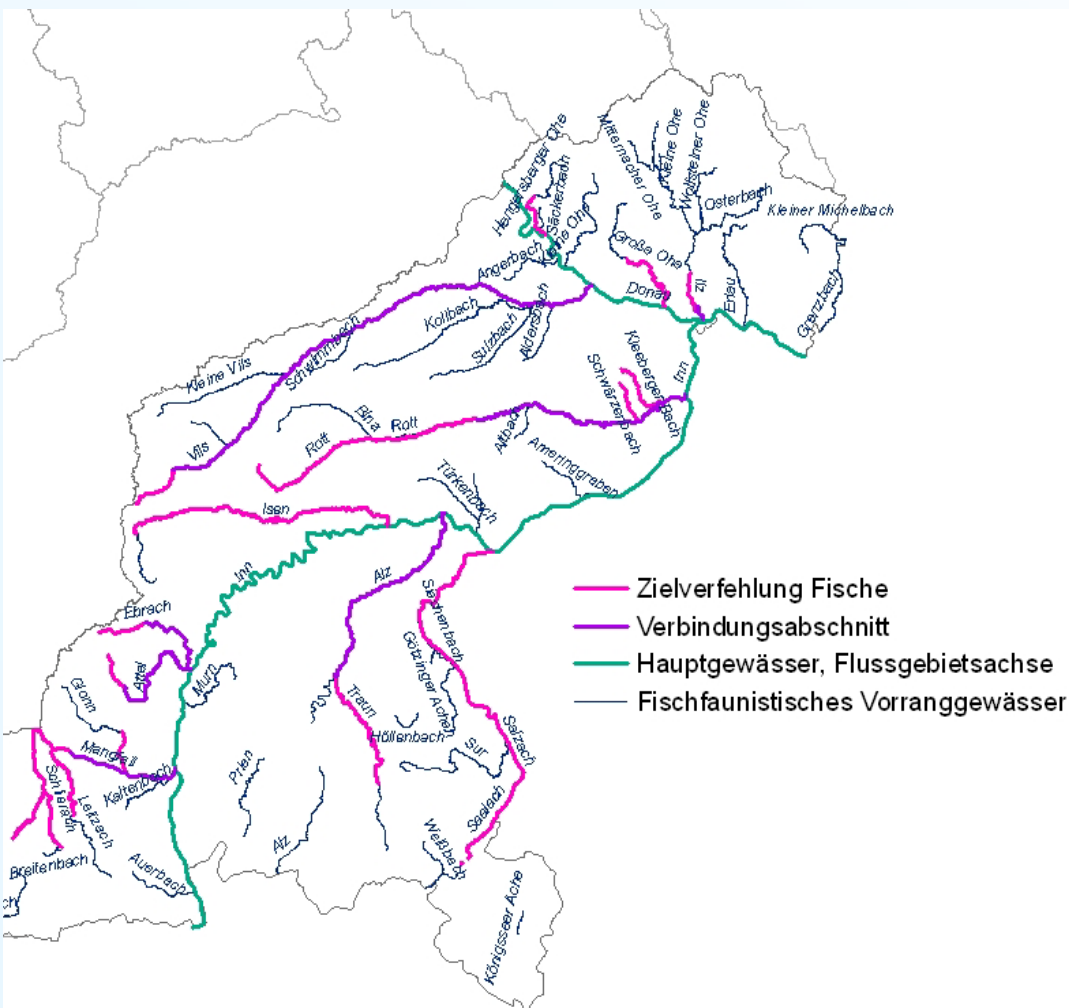 Hengersberger Ohe
Säckerbach
Kleine Ohe
Mitternacher Ohe
Kleine Ohe
Wolfsteiner Ohe
Osterbach
Kleiner Michelbach
Große Ohe
Ilz
Erlau
Grenzbach
Donau
Angerbach
Kollbach
Sulzbach
Aldersbach
Schwimmbach
Kleine Vils
Vils
Bina
Rott
Rott
Altbach
Schwärzenbach
Kleeberger Bach
Inn
Ameringgraben
Türkenbach
Isen
Inn
Alz
Ebrach
Attel
Murn
Glonn
Mangfall
Kaltenbach
Schlierach
Leitzach
Breitenbach
ch
Auerbach
Prien
Alz
Traun
Höllenbach
Götzinger Achen
Sur
Salzach
Saalach
Weißbach
Königsseer Ache
Zielverfehlung Fische
Verbindungsabschnitt
Hauptgewässer, Flussgebietsachse
Fischfaunistisches Vorranggewässer